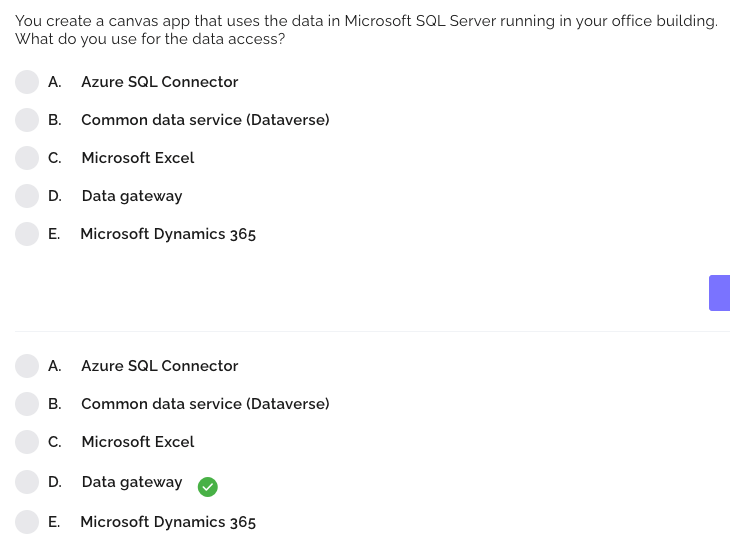 You create a canvas app that uses the data in Microsoft SQL Server running in your office building.
What do you use for the data access?
A. Azure SQL Connector
B. Common data service (Dataverse)
C. Microsoft Excel
D. Data gateway
E. Microsoft Dynamics 365
A. Azure SQL Connector
B. Common data service (Dataverse)
C. Microsoft Excel
D. Data gateway
E. Microsoft Dynamics 365